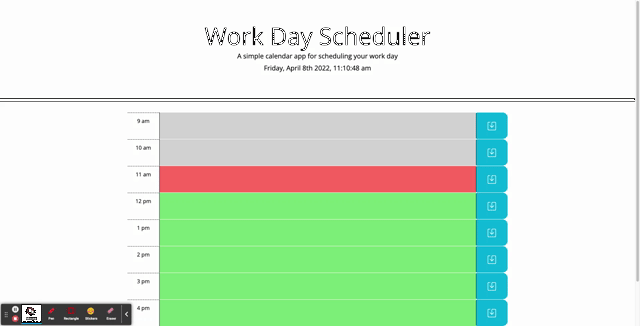 Work Day Scheduler
A simple calendar app for scheduling your work day
Friday, April 8th 2022, 11:10:48 am
9 am
10 am
11 am
12 pm
1 pm
2 pm
3 pm
4 pm
Pen
Rectangle
Stickers
Eraser